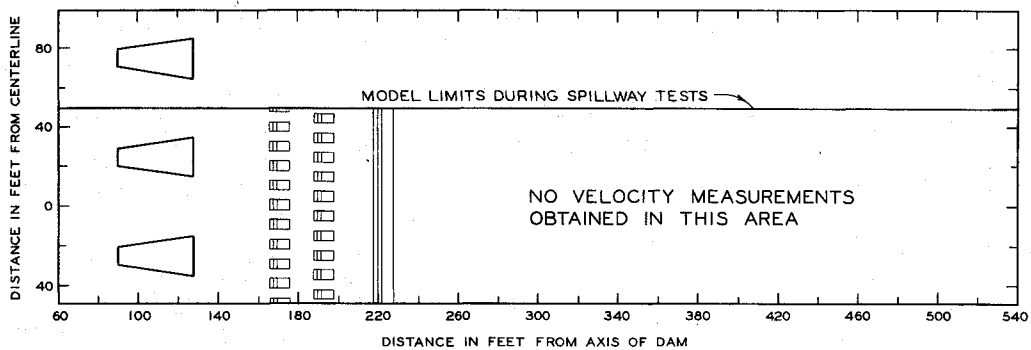 80
MODEL LIMITS DURING SPILLWAY TESTS
40
NO VELOCITY MEASUREMENTS
OBTAINED IN THIS AREA
0
40
DISTANCE IN FEET FROM CENTERLINE
60 100 140 180 220 260 300 340 380 420 460 500 540
DISTANCE IN FEET FROM AXIS OF DAM